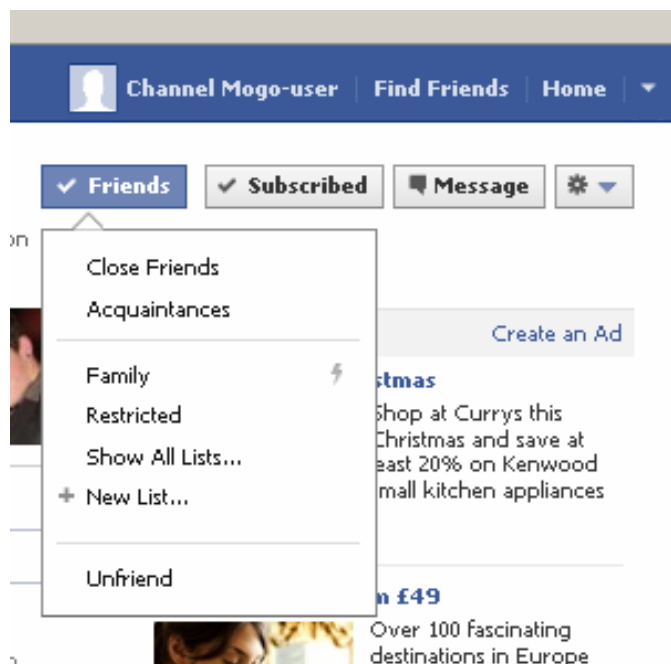 Channel Mogo-user Find Friends Home
Friends Subscribed Message
on
Close Friends
Acquaintances
Family
Restricted
Show All Lists...
New List...
Unfriend
Create an Ad
stmas
Shop at Currys this
Christmas and save at
east 20% on Kenwood
mall kitchen appliances
m £49
Over 100 fascinating
destinations in Europe